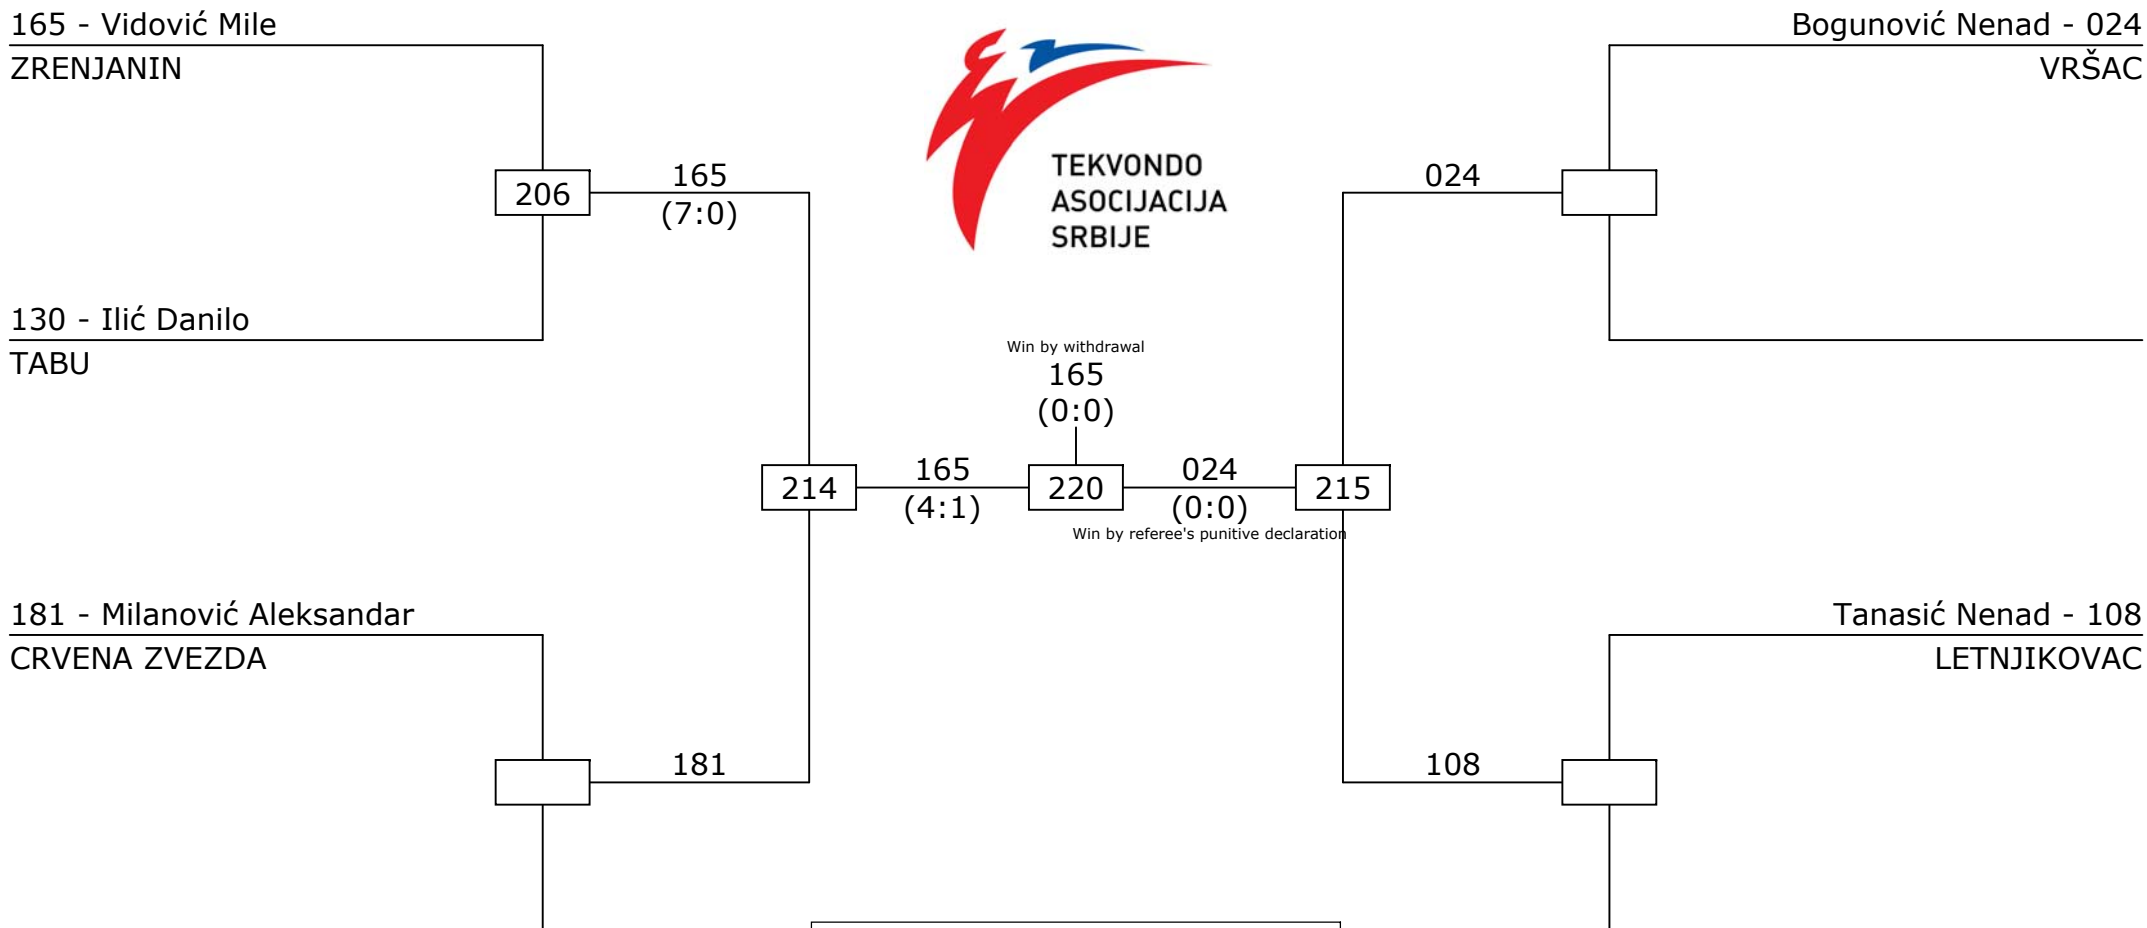 165 - Vidović Mile
ZRENJANIN
Bogunović Nenad - 024
VRŠAC
TEKVONDO
ASOCIJACIJA
SRBIJE
206
165
(7:0)
024
130 - Ilić Danilo
TABU
Win by withdrawal
165
(0:0)
214
165
(4:1)
220
024
(0:0)
Win by referee's punitive declaration
215
181 - Milanović Aleksandar
CRVENA ZVEZDA
Tanasić Nenad - 108
LETNJIKOVAC
181
108